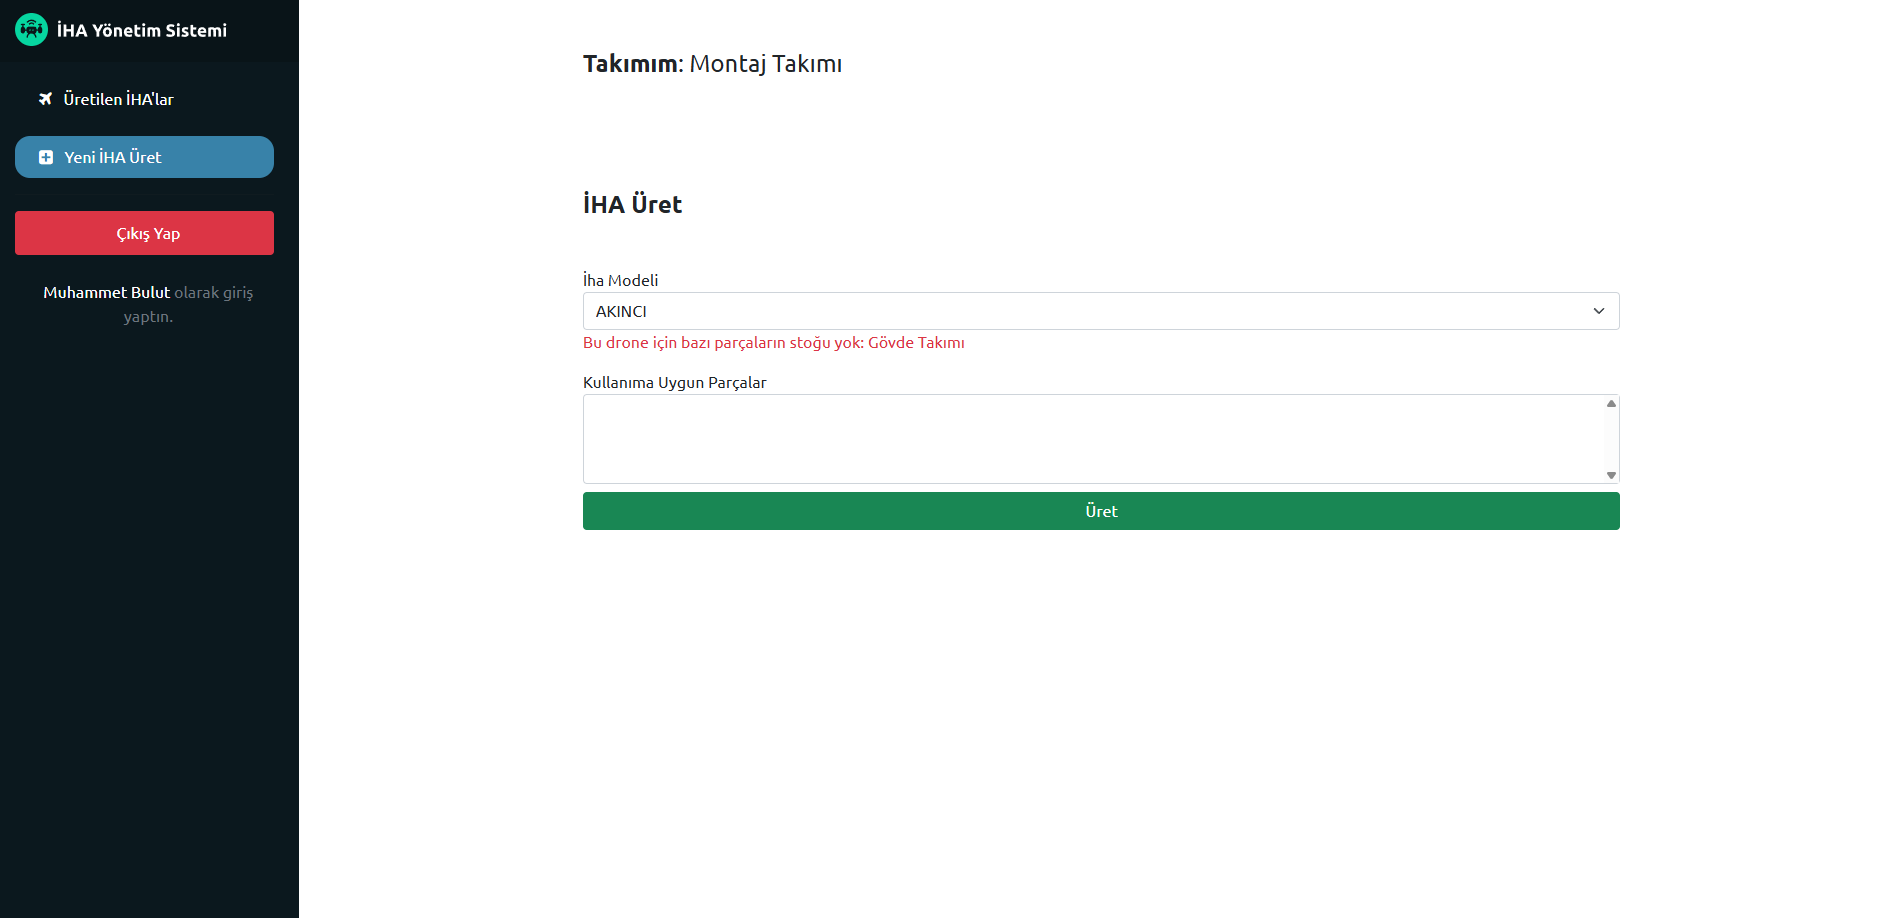 İHA Yönetim Sistemi
Üretilen İHA'lar
Yeni İHA Üret
Çıkış Yap
Muhammet Bulut olarak giriş
yaptın.
Takımım: Montaj Takımı
İHA Üret
İha Modeli
AKINCI
Bu drone için bazı parçaların stoğu yok: Gövde Takımı
Kullanıma Uygun Parçalar
Üret